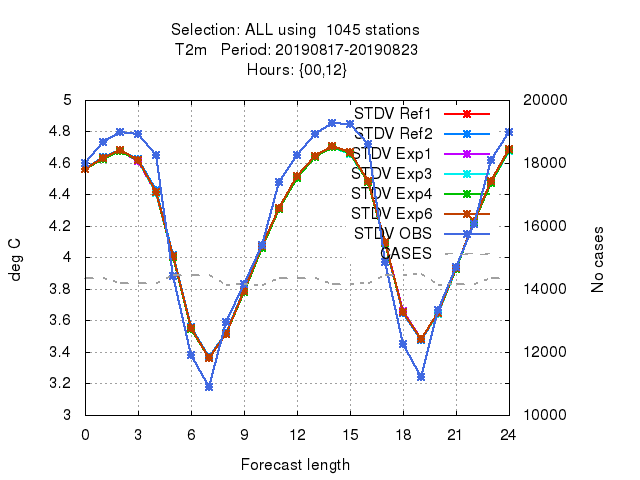 Selection: ALL using  1045 stations
T2m   Period: 20190817-20190823
Hours: {00,12}
STDV Ref1
STDV Ref2
STDV Exp1
STDV Exp3
STDV Exp4
STDV Exp6
STDV OBS
CASES
5
4.8
4.6
4.4
4.2
4
3.8
3.6
3.4
3.2
3
deg C
20000
18000
16000
14000
12000
10000
No cases
0 3 6 9 12 15 18 21 24
Forecast length